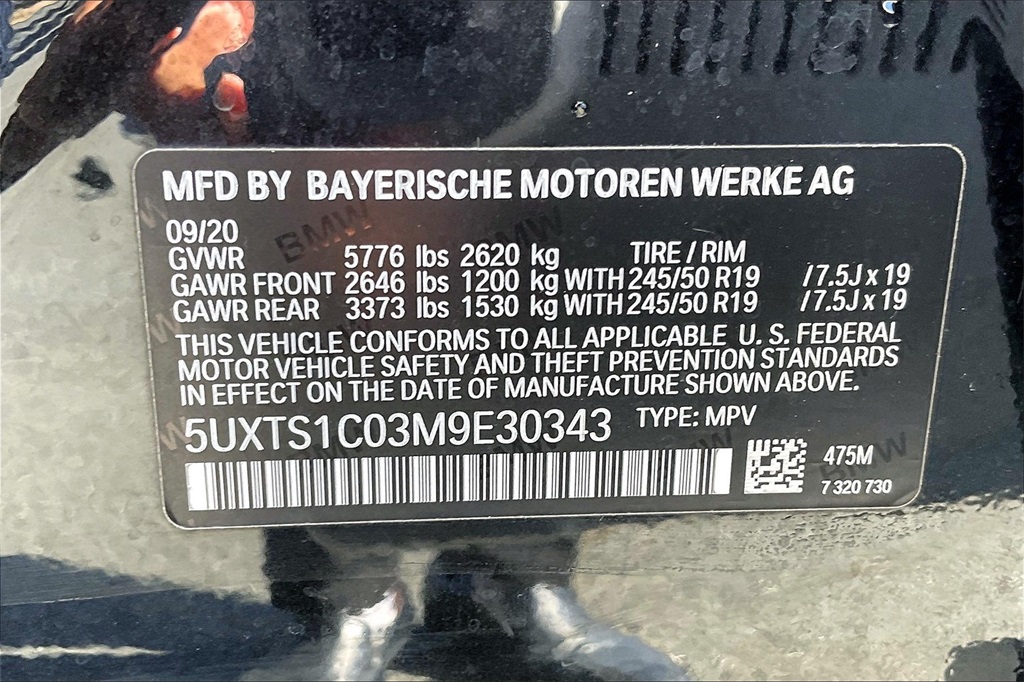 MFD BY BAYERISCHE MOTOREN WERKE AG
09/20
GVWR 5776 lbs 2620 kg TIRE / RIM
GAWR FRONT 2646 lbs 1200 kg WITH 245/50 R19 /7.5J x 19
GAWR REAR 3373 lbs 1530 kg WITH 245/50 R19 /7.5J x 19
THIS VEHICLE CONFORMS TO ALL APPLICABLE U. S. FEDERAL
MOTOR VEHICLE SAFETY AND THEFT PREVENTION STANDARDS
IN EFFECT ON THE DATE OF MANUFACTURE SHOWN ABOVE.
5UXTS1C03M9E30343 TYPE: MPV
475M
7 320 730
BMW
BMW
BMW